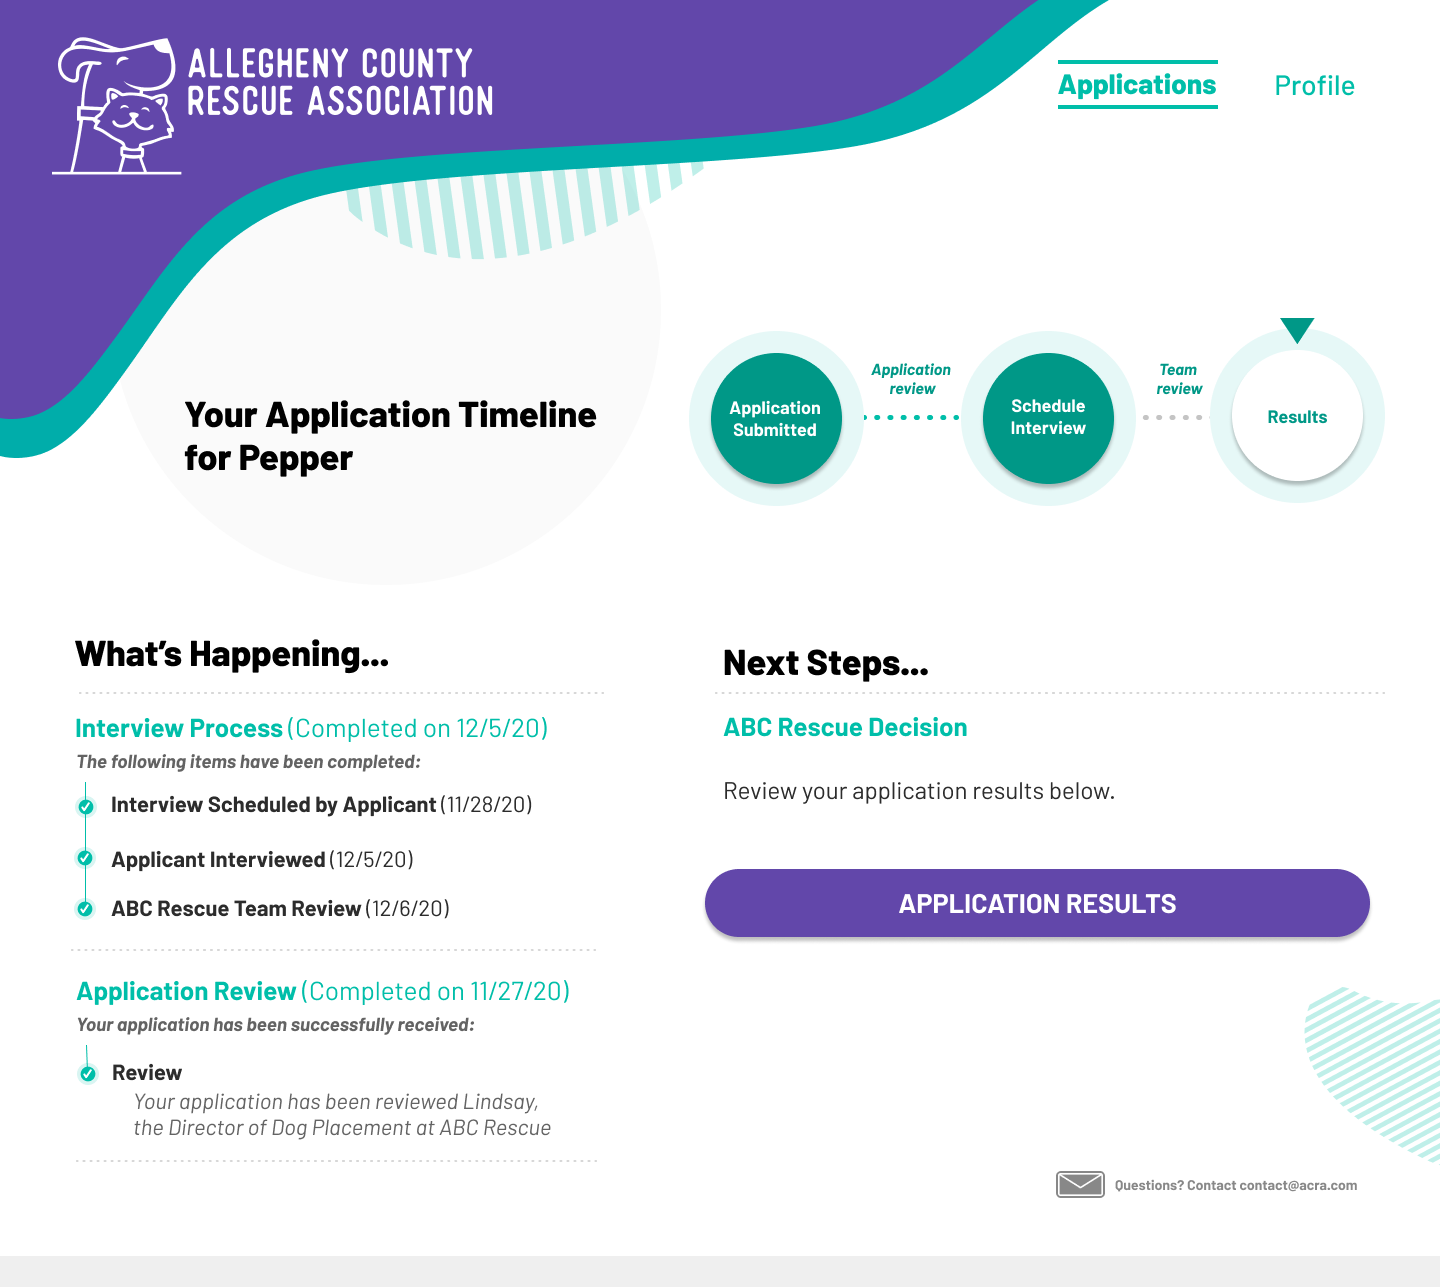 ALLEGHENY COUNTY
RESCUE ASSOCIATION
Applications
Profile
Your Application Timeline
for Pepper
Application
Submitted
Application
review
Schedule
Interview
Team
review
Results
What’s Happening...
Interview Process (Completed on 12/5/20)
The following items have been completed:
Interview Scheduled by Applicant (11/28/20)
Applicant Interviewed (12/5/20)
ABC Rescue Team Review (12/6/20)
Application Review (Completed on 11/27/20)
Your application has been successfully received:
Review
Your application has been reviewed Lindsay,
the Director of Dog Placement at ABC Rescue
Next Steps...
ABC Rescue Decision
Review your application results below.
APPLICATION RESULTS
Questions? Contact contact@acra.com